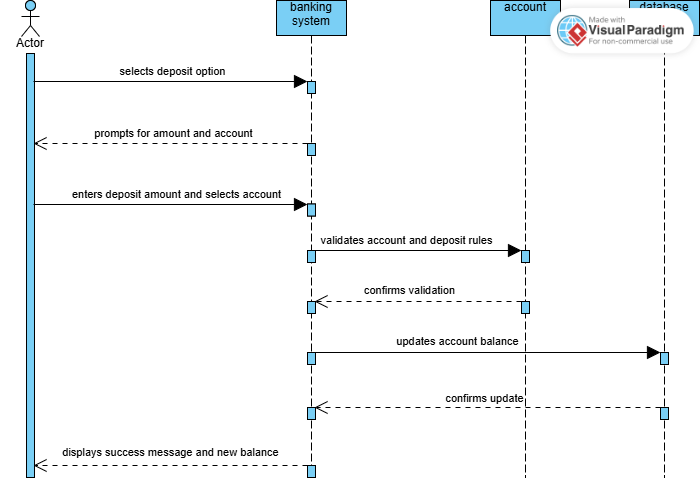 banking
system
account
database
Made with
VisualParadigm
For non-commercial use
Actor
selects deposit option
prompts for amount and account
enters deposit amount and selects account
validates account and deposit rules
confirms validation
updates account balance
confirms update
displays success message and new balance